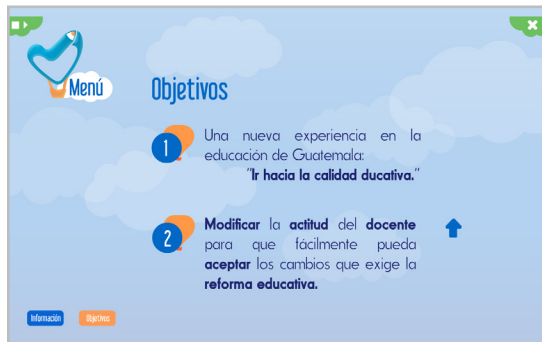 Menú
Objetivos
1
Una nueva experiencia en la
educación de Guatemala:
"Ir hacia la calidad ducativa."
2
Modificar la actitud del docente
para que fácilmente pueda
aceptar los cambios que exige la
reforma educativa.
Información
Objetivos